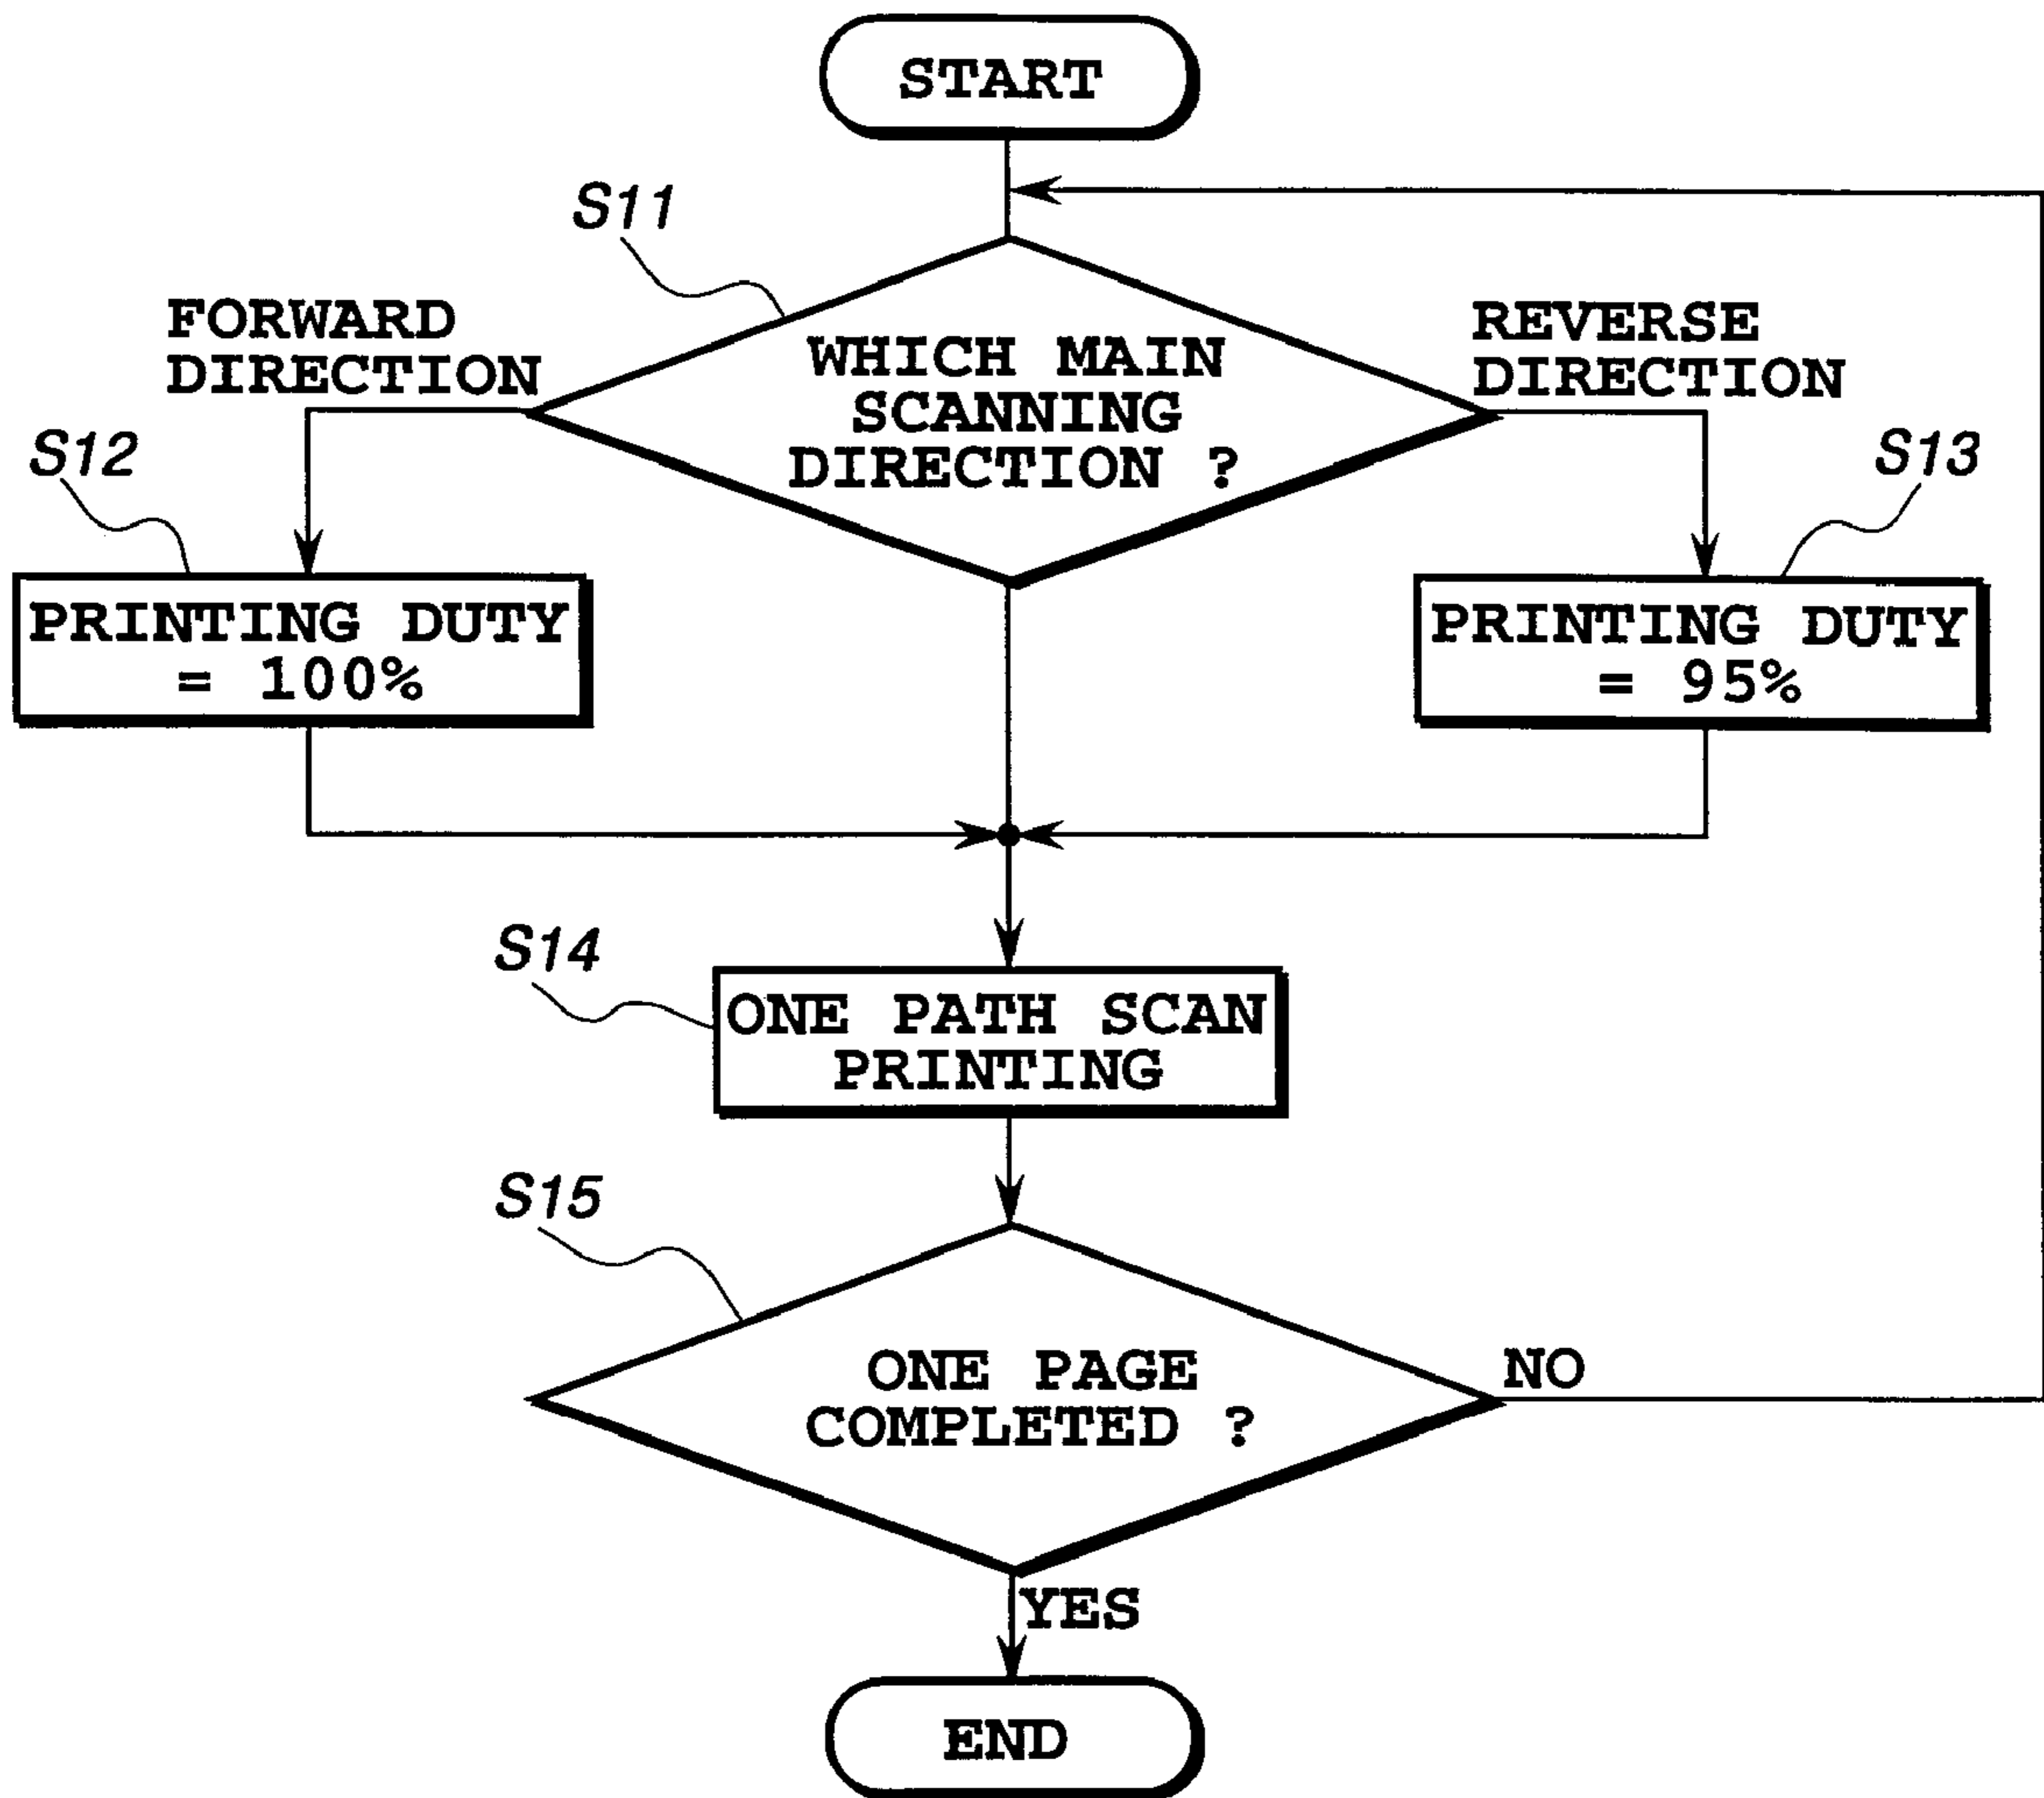 START
S11
FORWARD
DIRECTION
WHICH MAIN
SCANNING
DIRECTION ?
REVERSE
DIRECTION
S12
S13
PRINTING DUTY
= 100%
PRINTING DUTY
= 95%
S14
ONE PATH SCAN
PRINTING
S15
ONE PAGE
COMPLETED ?
NO
YES
END